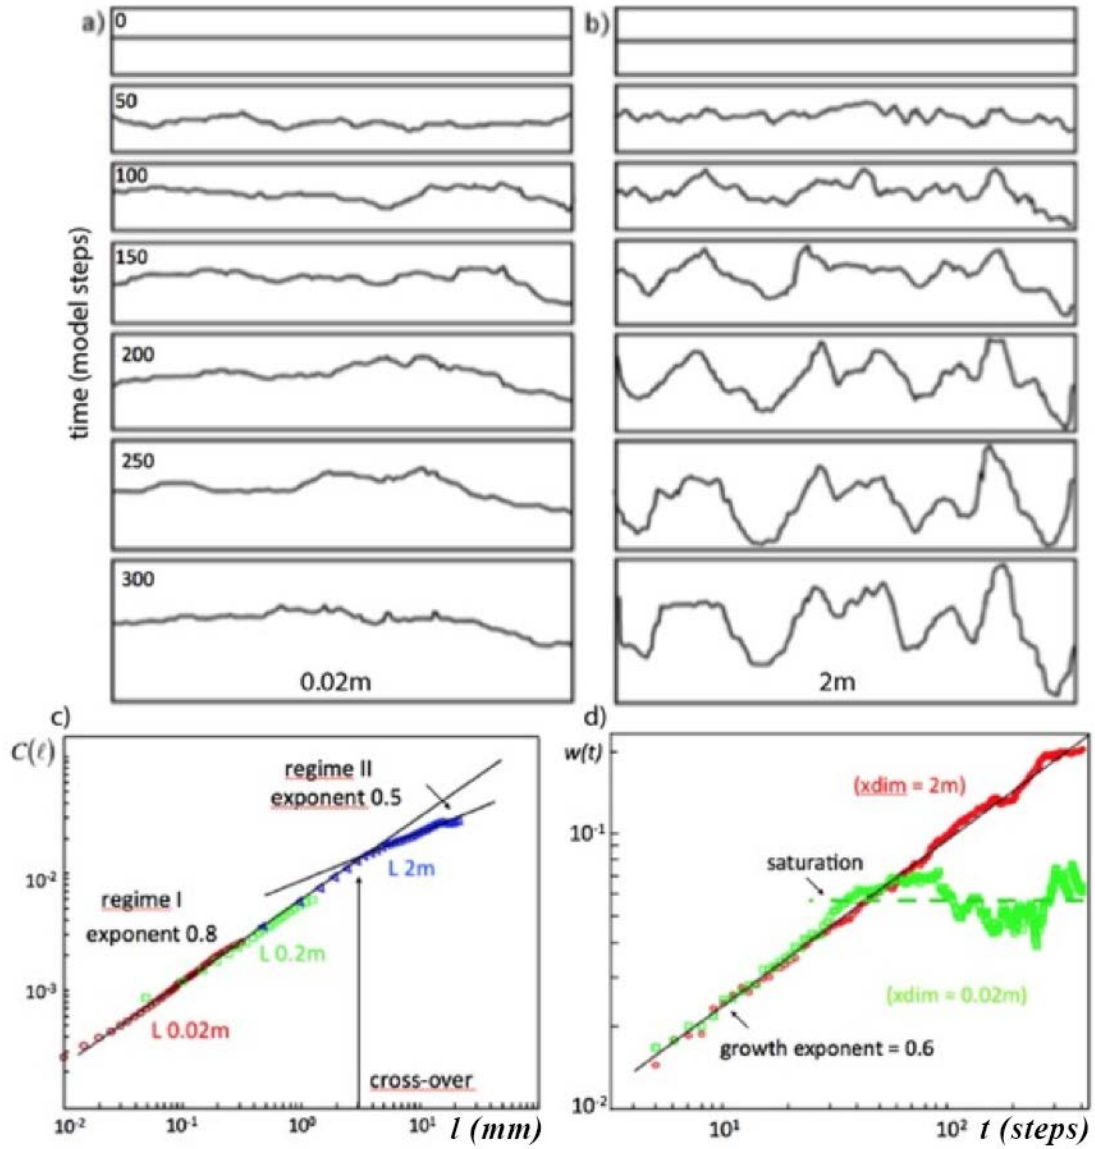 a)
0
50
100
150
200
250
300
time (model steps)
0.02m
b)
2m
c)
C(ℓ)
regime II
exponent 0.5
L 2m
regime I
exponent 0.8
L 0.2m
L 0.02m
cross-over
10⁻²
10⁻³
10⁻² 10⁻¹ 10⁰ 10¹ l (mm)
d)
w(t)
(xdim = 2m)
10⁻¹
saturation
(xdim = 0.02m)
growth exponent = 0.6
10⁻²
10¹ 10² t (steps)